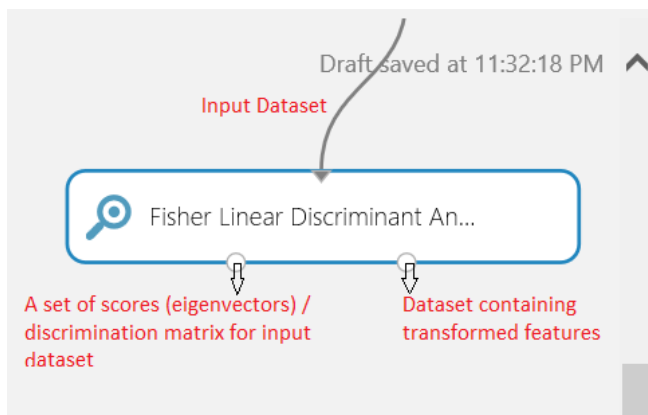 Draft saved at 11:32:18 PM
Input Dataset
Fisher Linear Discriminant An...
A set of scores (eigenvectors) /
discrimination matrix for input
dataset
Dataset containing
transformed features